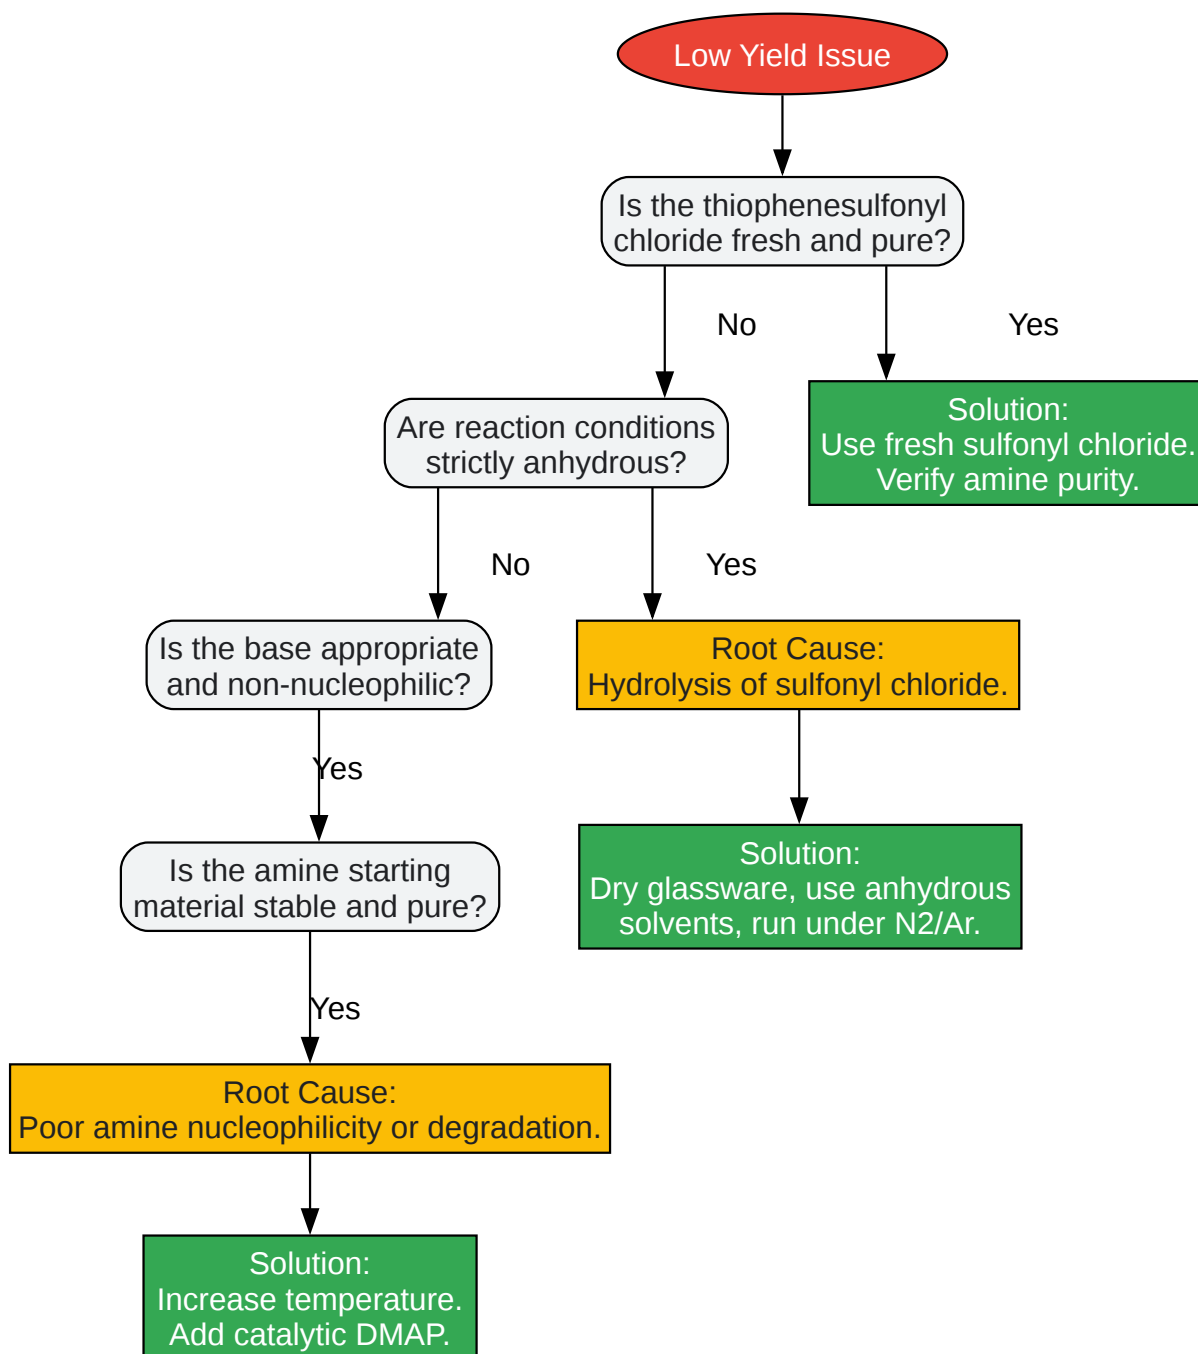 Low Yield Issue
Is the thiophenesulfonyl
chloride fresh and pure?
No
Yes
Are reaction conditions
strictly anhydrous?
Solution:
Use fresh sulfonyl chloride.
Verify amine purity.
No
Yes
Is the base appropriate
and non-nucleophilic?
Root Cause:
Hydrolysis of sulfonyl chloride.
Yes
Is the amine starting
material stable and pure?
Solution:
Dry glassware, use anhydrous
solvents, run under N2/Ar.
Yes
Root Cause:
Poor amine nucleophilicity or degradation.
Solution:
Increase temperature.
Add catalytic DMAP.